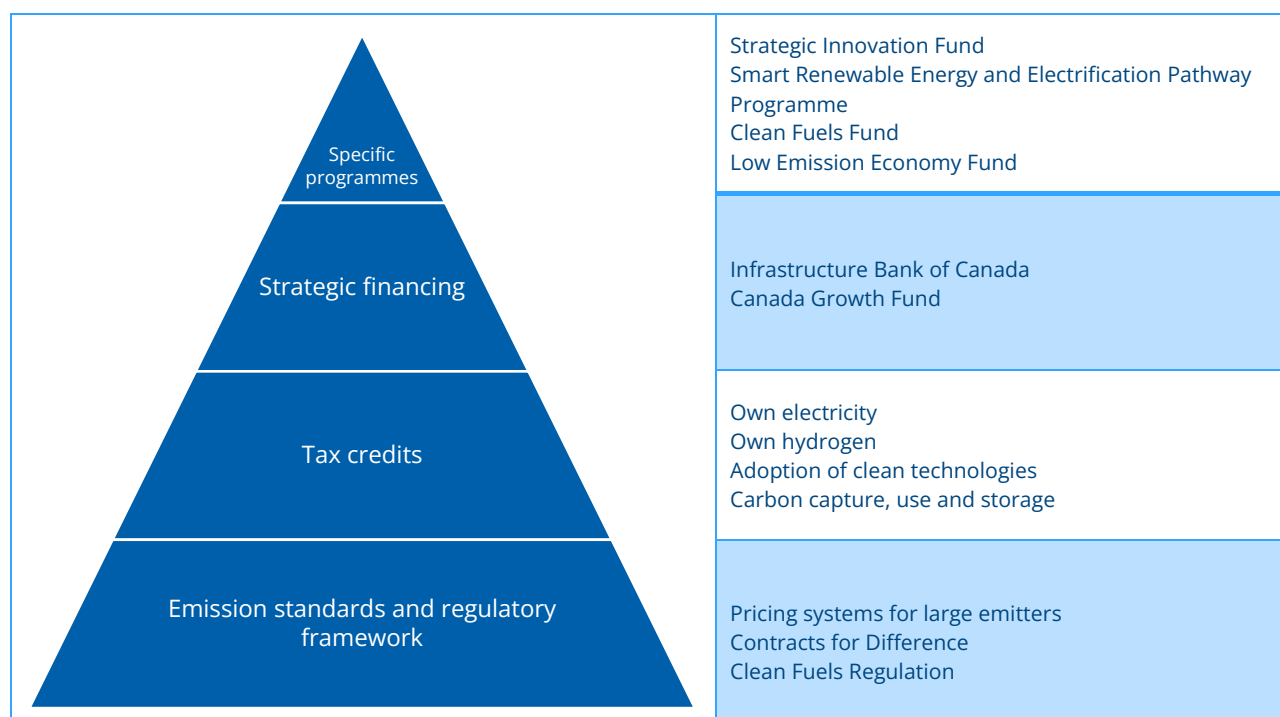 Specific
programmes
Strategic Innovation Fund
Smart Renewable Energy and Electrification Pathway
Programme
Clean Fuels Fund
Low Emission Economy Fund
Strategic financing
Infrastructure Bank of Canada
Canada Growth Fund
Tax credits
Own electricity
Own hydrogen
Adoption of clean technologies
Carbon capture, use and storage
Emission standards and regulatory
framework
Pricing systems for large emitters
Contracts for Difference
Clean Fuels Regulation